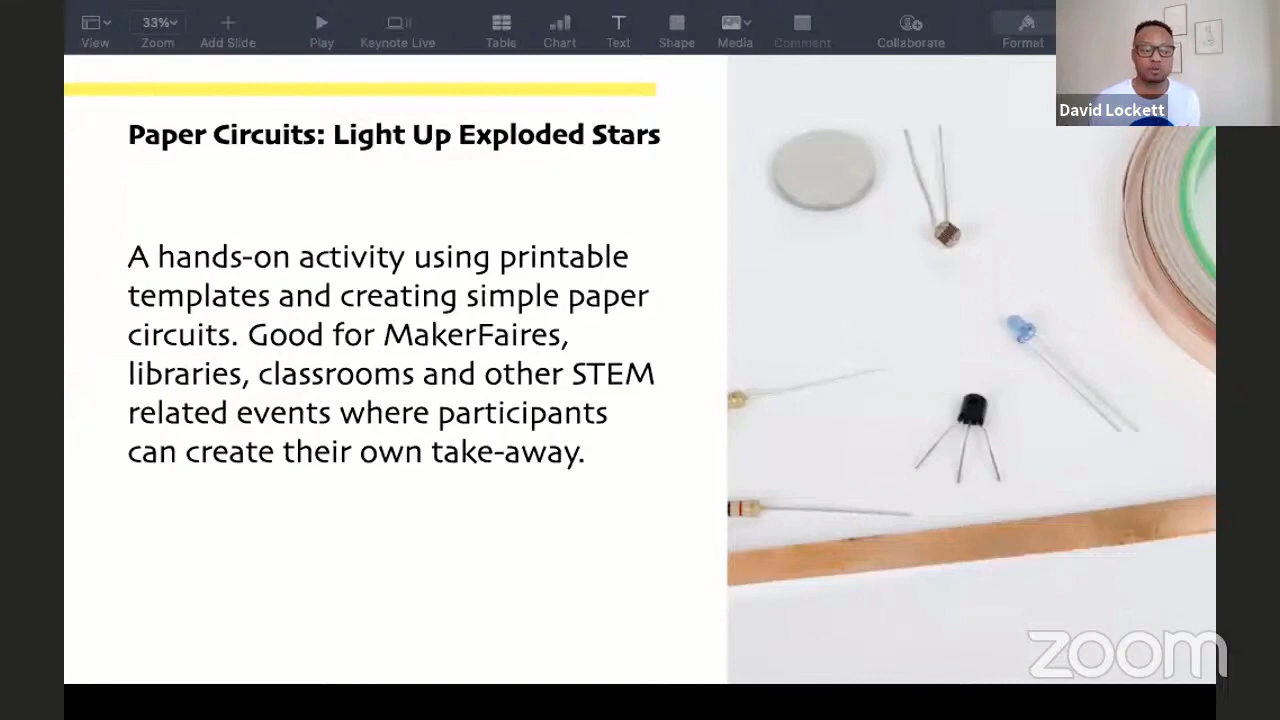 View
33%
Zoom
Add Slide
Play
Keynote Live
Table
Chart
Text
Shape
Media
Comment
Collaborate
Format
David Lockett
Paper Circuits: Light Up Exploded Stars
A hands-on activity using printable
templates and creating simple paper
circuits. Good for MakerFaires,
libraries, classrooms and other STEM
related events where participants
can create their own take-away.
zoom